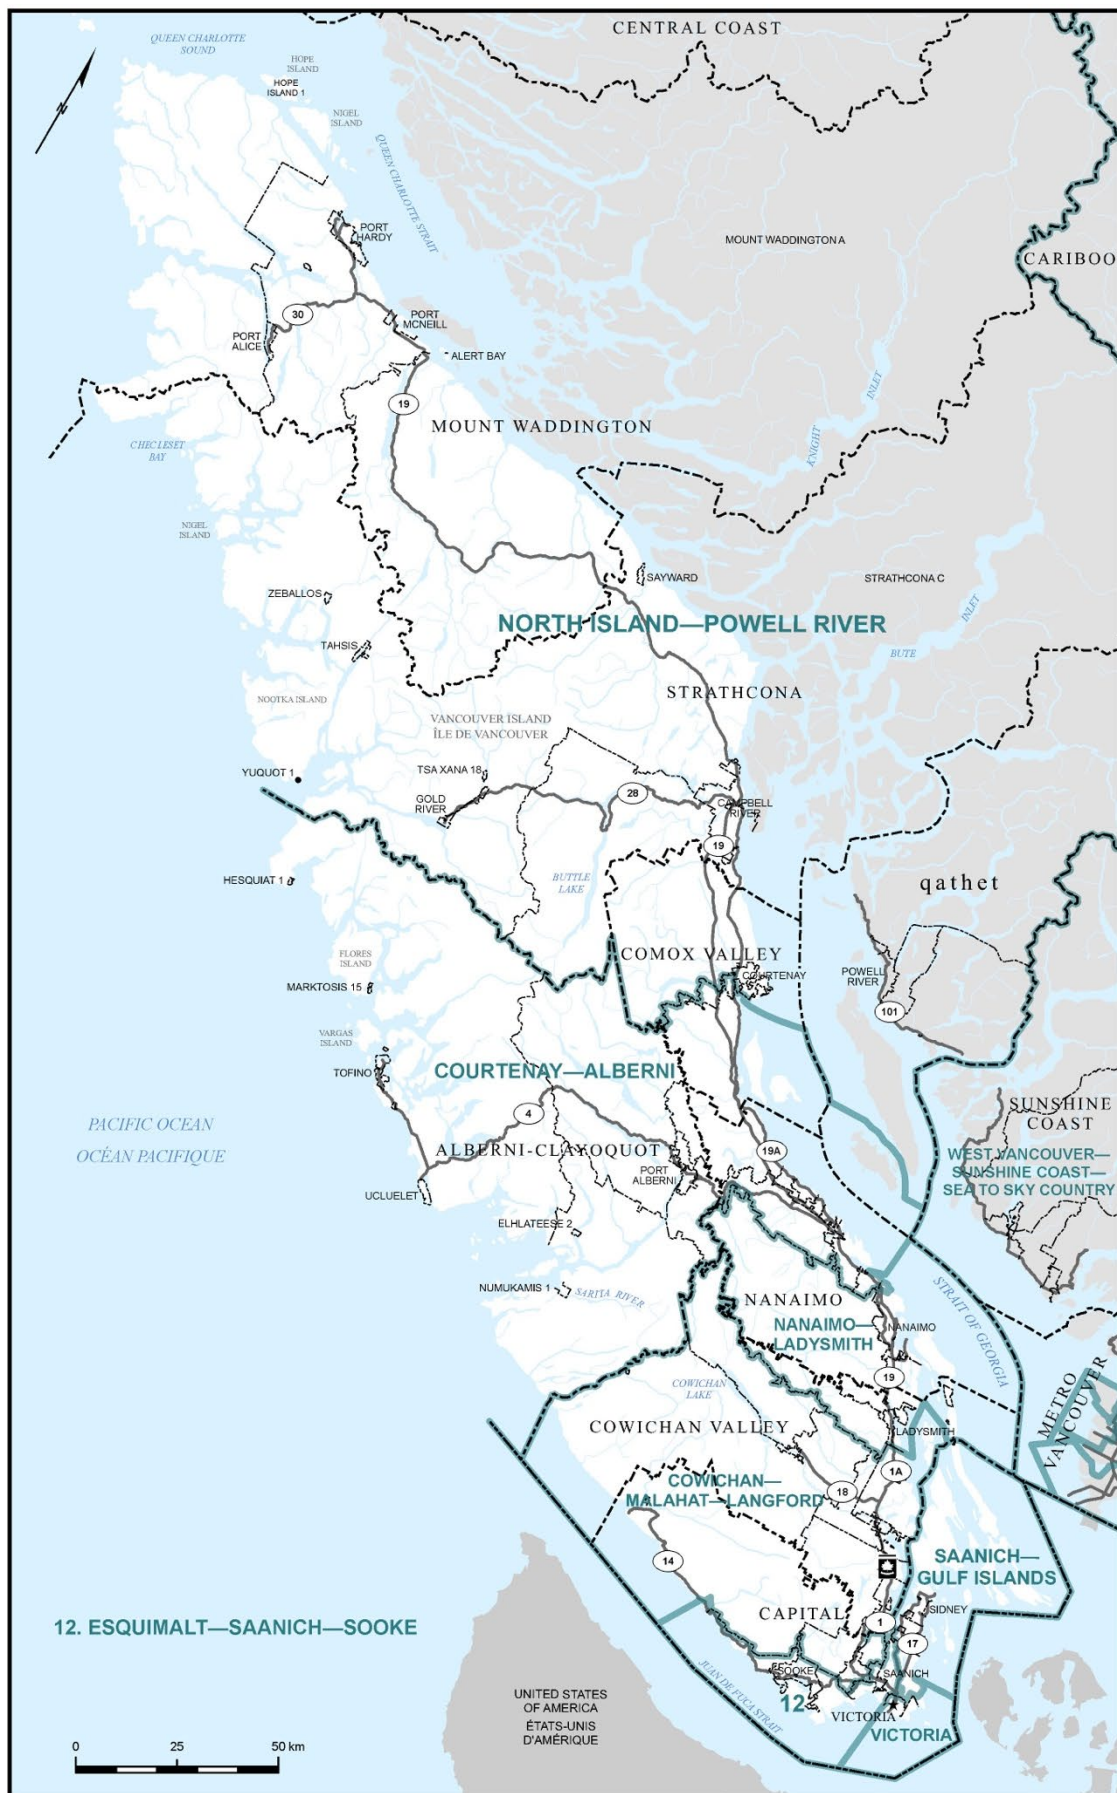 CENTRAL COAST
QUEEN CHARLOTTE
SOUND
HOPE
ISLAND
HOPE
ISLAND 1
N
NIGEL
ISLAND
QUEEN CHARLOTTE STRAIT
PORT
HARDY
MOUNT WADDINGTON A
CARIBOO
30
PORT
MCNEILL
PORT
ALICE
ALERT BAY
19
MOUNT WADDINGTON
KNIGHT
INLET
CHECLESET
BAY
NIGEL
ISLAND
SAYWARD
STRATHCONA C
ZEBALLOS
NORTH ISLAND—POWELL RIVER
BUTE
INLET
TAHSIS
STRATHCONA
NOOTKA ISLAND
VANCOUVER ISLAND
ÎLE DE VANCOUVER
YUQUOT 1
TSA XANA 18
GOLD
RIVER
28
CAMPBELL
RIVER
19
HESQUIAT 1
BUTTLE
LAKE
qathet
COMOX VALLEY
FLORES
ISLAND
COURTENAY
POWELL
RIVER
MARKTOSIS 15
101
VARGAS
ISLAND
TOFINO
COURTENAY—ALBERNI
4
PACIFIC OCEAN
OCÉAN PACIFIQUE
SUNSHINE
COAST
19A
ALBERNI-CLAYOQUOT
WEST VANCOUVER—
SUNSHINE COAST—
SEA TO SKY COUNTRY
PORT
ALBERNI
UCLUELET
ELHLATEESE 2
NUMUKAMIS 1
SARITA RIVER
NANAIMO
NANAIMO—
LADYSMITH
NANAIMO
STRAIT OF GEORGIA
19
COWICHAN
LAKE
METRO
VANCOUVER
COWICHAN VALLEY
LADYSMITH
1A
COWICHAN—
MALAHAT—LANGFORD
18
14
SAANICH—
GULF ISLANDS
CAPITAL
SIDNEY
1
17
12. ESQUIMALT—SAANICH—SOOKE
SOOKE
SAANICH
12
JUAN DE FUCA STRAIT
VICTORIA
VICTORIA
UNITED STATES
OF AMERICA
ÉTATS-UNIS
D'AMÉRIQUE
0 25 50 km